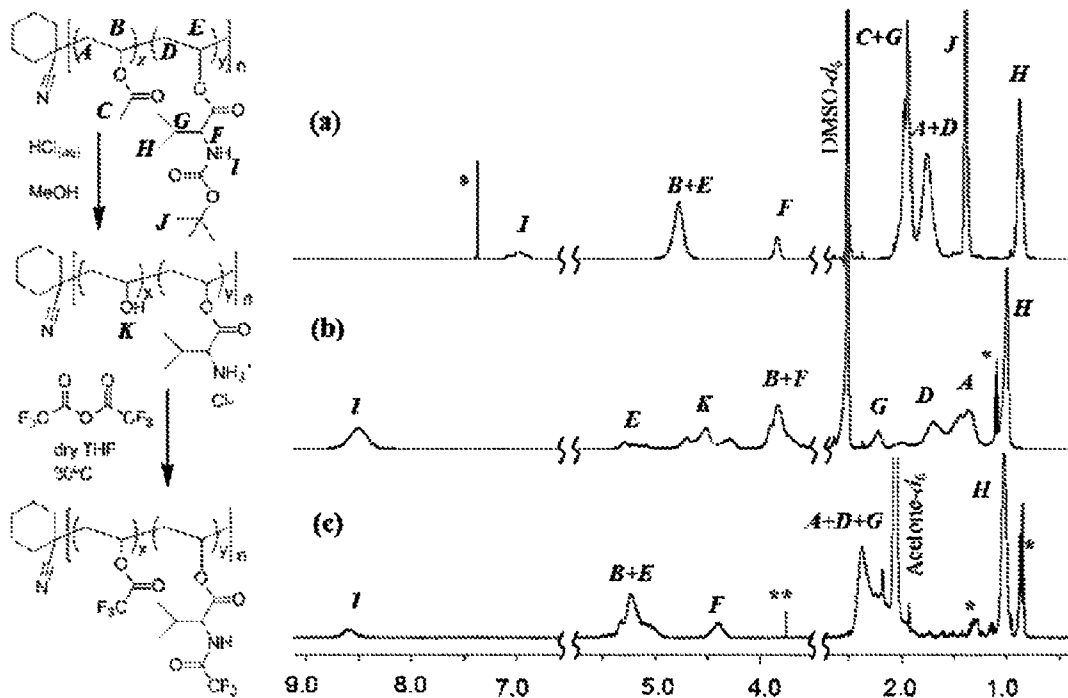 B
E
A
x
D
y
n
O
O
N
C
O
G
F
H
NH
I
HCl(aq)
MeOH
O
O
J
x
y
n
OH
K
O
O
N
NH3+
Cl-
O
O
F3C
O
CF3
dry THF
30°C
x
y
n
O
O
N
F3C
O
O
NH
O
CF3
(a)
*
I
B+E
F
DMSO-d6
C+G
A+D
J
H
(b)
I
E
K
B+F
G
D
A
*
H
(c)
I
B+E
F
**
A+D+G
Acetone-d6
*
H
*
9.0
8.0
7.0
5.0
4.0
2.0
1.0